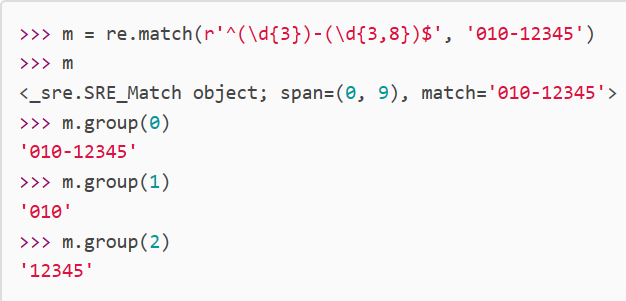 >>> m = re.match(r'^(\d{3})-(\d{3,8})$', '010-12345')
>>> m
<_sre.SRE_Match object; span=(0, 9), match='010-12345'>
>>> m.group(0)
'010-12345'
>>> m.group(1)
'010'
>>> m.group(2)
'12345'